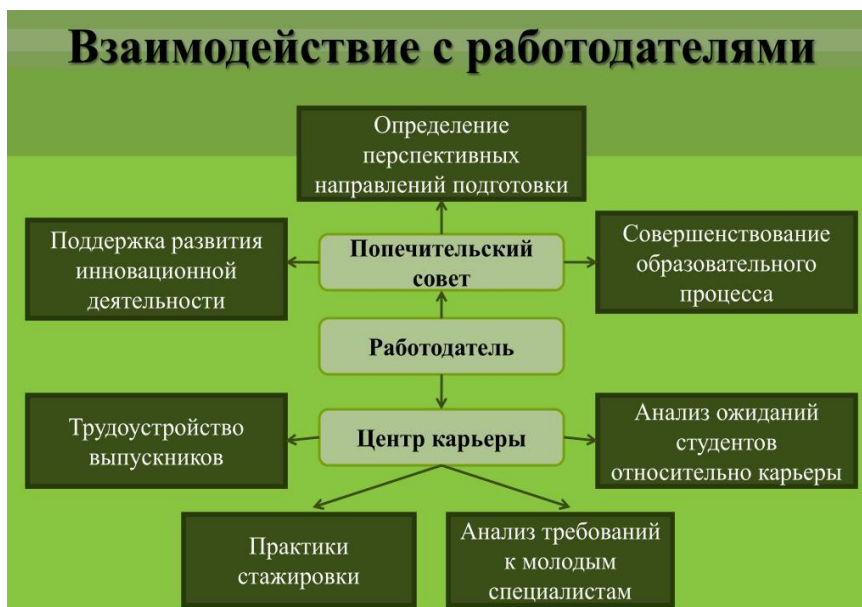 Взаимодействие с работодателями
Определение
перспективных
направлений подготовки
Поддержка развития
инновационной
деятельности
Попечительский
совет
Совершенствование
образовательного
процесса
Работодатель
Трудоустройство
выпускников
Центр карьеры
Анализ ожиданий
студентов
относительно карьеры
Практики
стажировки
Анализ требований
к молодым
специалистам